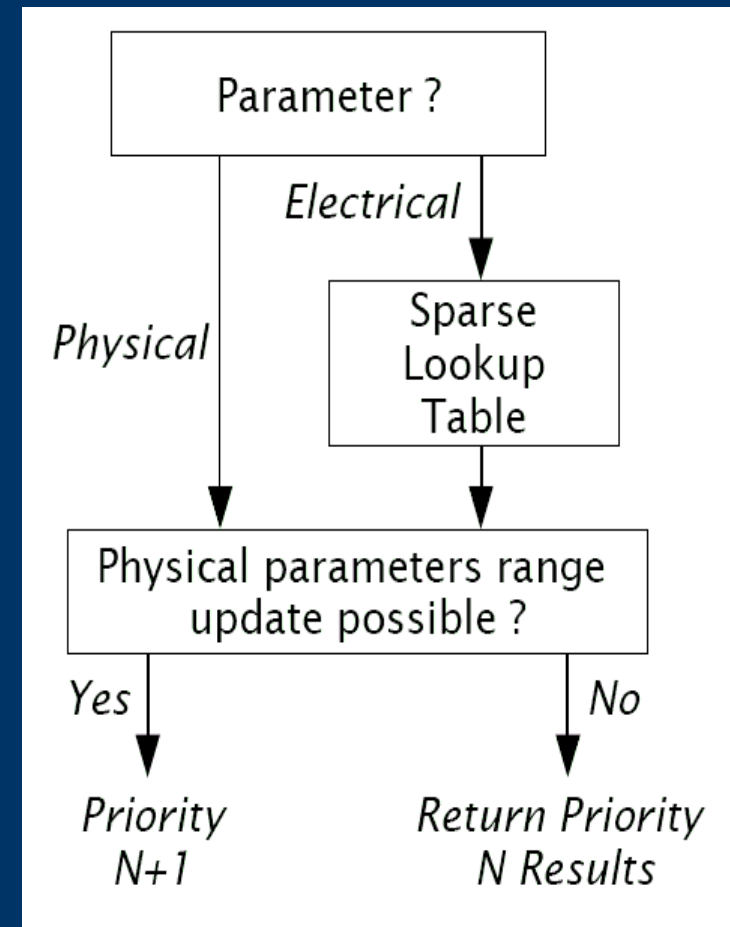 Parameter ?
Electrical
Physical
Sparse
Lookup
Table
Physical parameters range
update possible ?
Yes
No
Priority
N+1
Return Priority
N Results